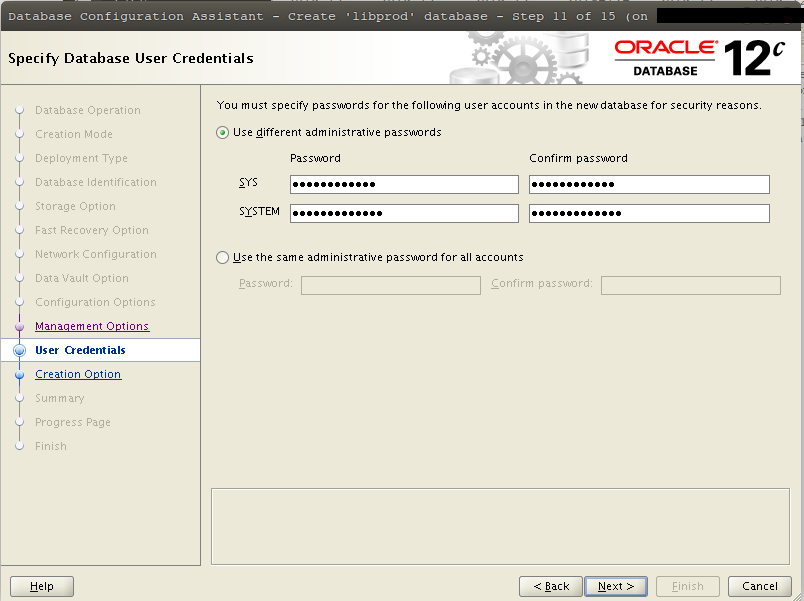 Database Configuration Assistant - Create 'libprod' database - Step 11 of 15 (on
Specify Database User Credentials
ORACLE®
DATABASE
12c
Database Operation
Creation Mode
Deployment Type
Database Identification
Storage Option
Fast Recovery Option
Network Configuration
Data Vault Option
Configuration Options
Management Options
User Credentials
Creation Option
Summary
Progress Page
Finish
You must specify passwords for the following user accounts in the new database for security reasons.
Use different administrative passwords
Password Confirm password
SYS •••••••••••• ••••••••••••
SYSTEM ••••••••••••• •••••••••••••
Use the same administrative password for all accounts
Password: Confirm password:
Help < Back Next > Finish Cancel